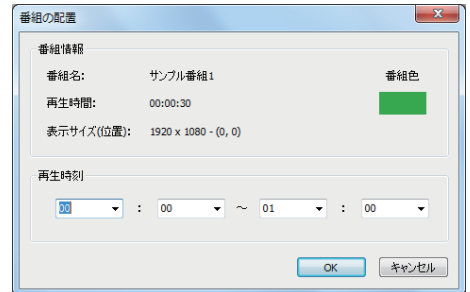 番組の配置
番組情報
番組名: サンプル番組1 番組色
再生時間: 00:00:30
表示サイズ(位置): 1920 x 1080 - (0, 0)
再生時刻
00 : 00 ～ 01 : 00
OK キャンセル